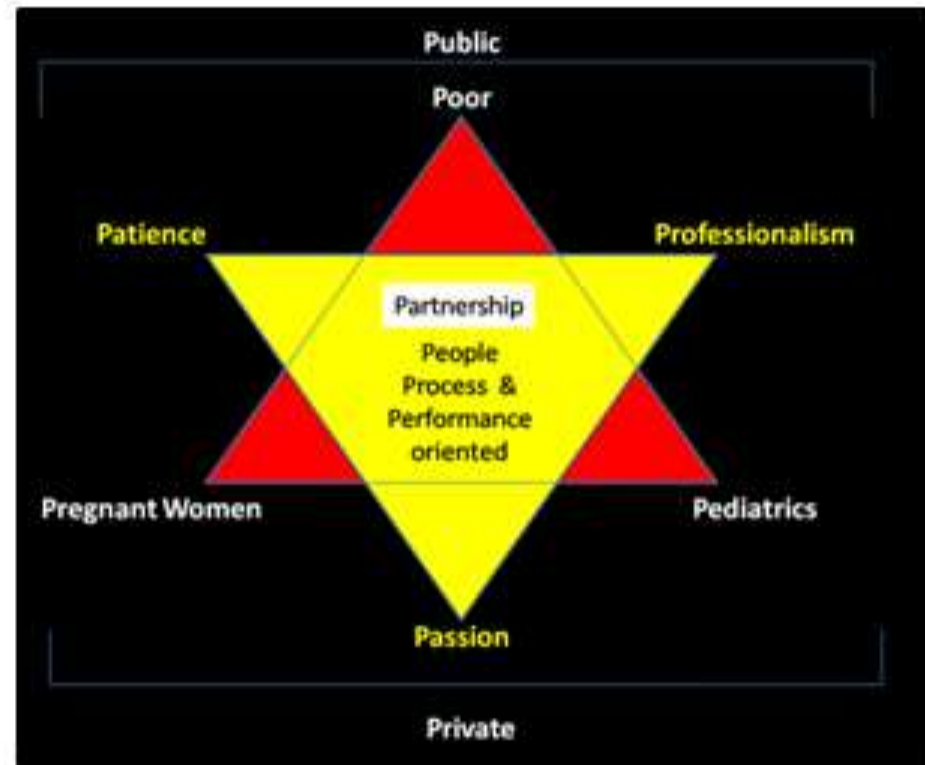 Public
Poor
Patience
Professionalism
Partnership
People
Process &
Performance
oriented
Pregnant Women
Pediatrics
Passion
Private